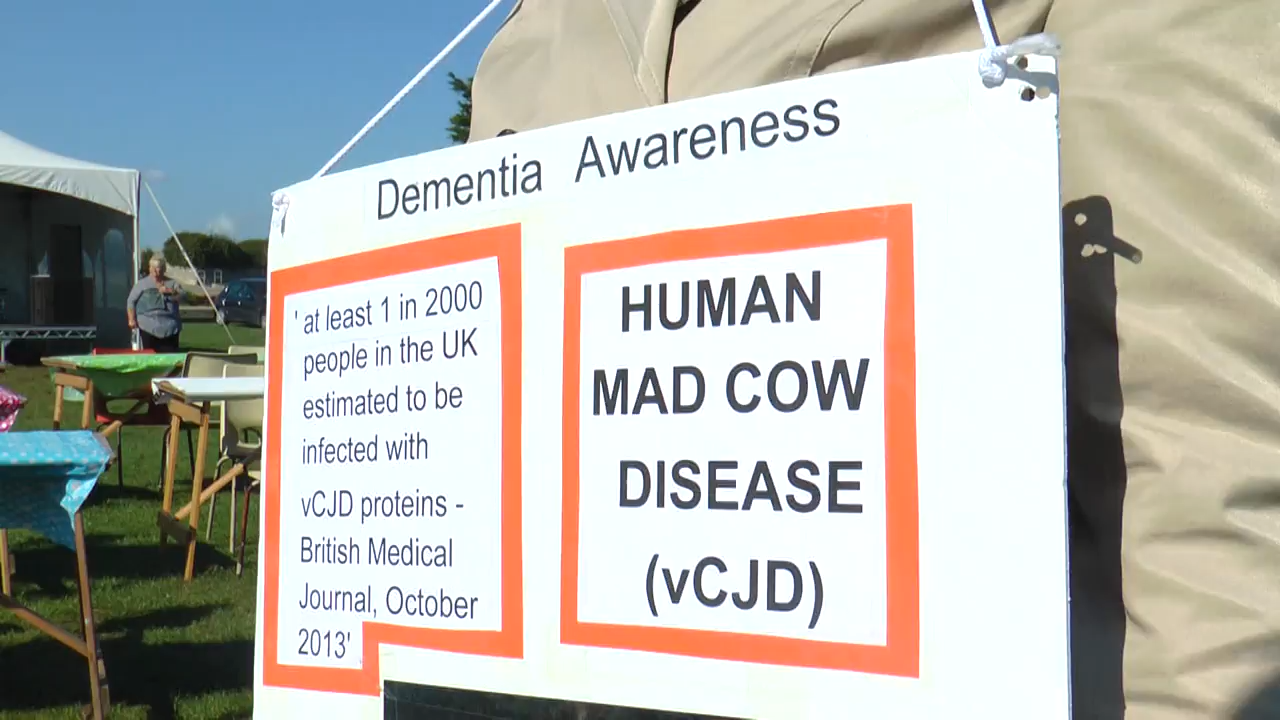 Dementia Awareness
' at least 1 in 2000
people in the UK
estimated to be
infected with
vCJD proteins -
British Medical
Journal, October
2013'
HUMAN
MAD COW
DISEASE
(vCJD)